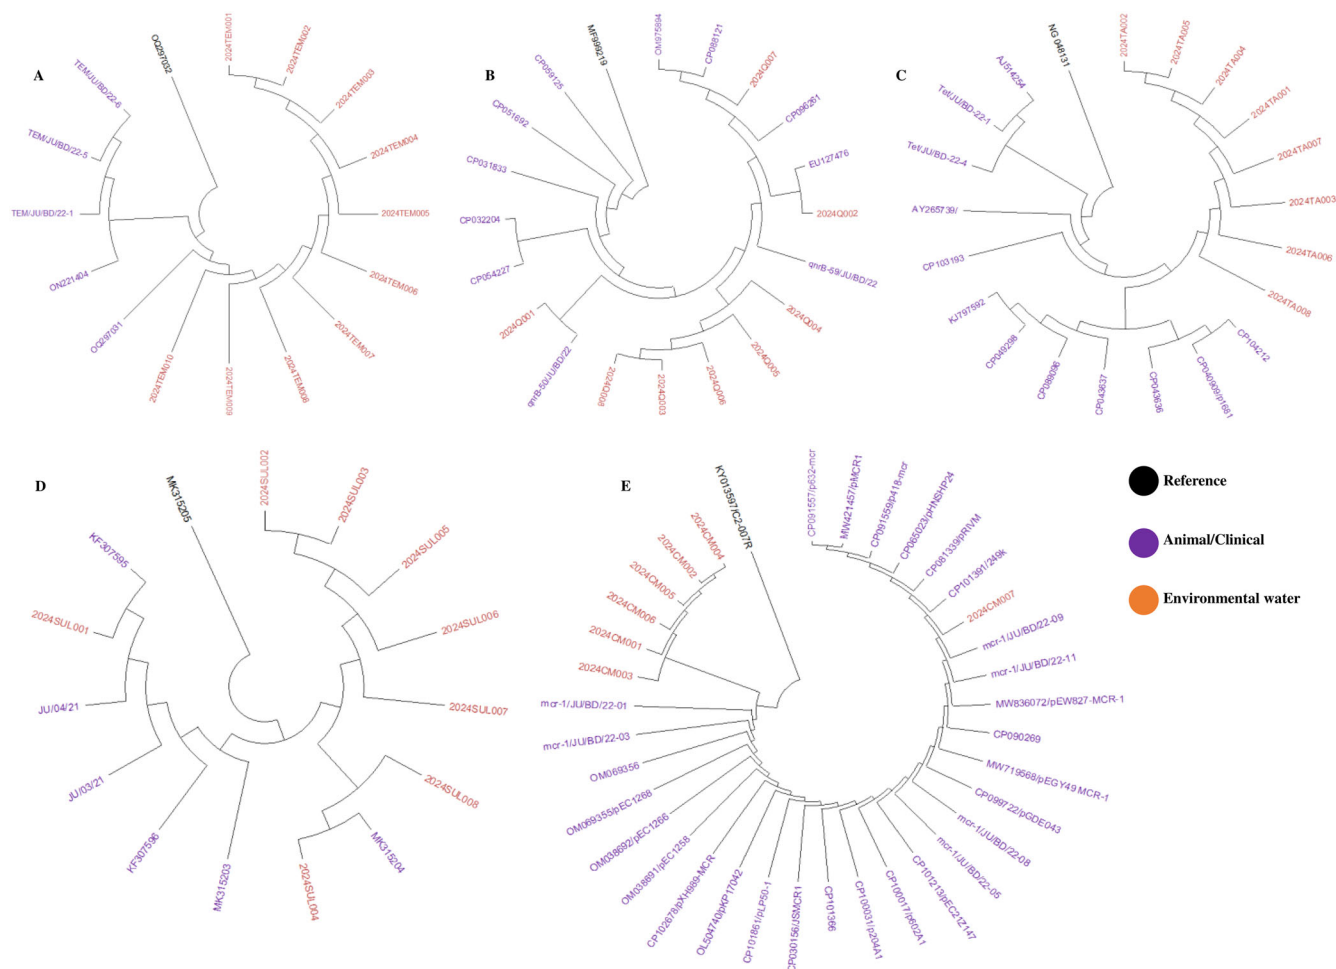 A
OQ297032
2024TEM001
2024TEM002
2024TEM003
2024TEM004
2024TEM005
2024TEM006
2024TEM007
2024TEM008
2024TEM009
2024TEM010
OQ297031
ON221404
TEM/JU/BD/22-1
TEM/JU/BD/22-5
TEM/JU/BD/22-6
B
MF999219
OM975894
CP088121
2024Q007
CP096261
EU127476
2024Q002
qnrB-59/JU/BD/22
2024Q004
2024Q005
2024Q006
2024Q003
2024Q008
qnrB-50/JU/BD/22
2024Q001
CP054227
CP032204
CP031833
CP051692
CP059125
C
NG 048131
2024TA002
2024TA005
2024TA004
2024TA001
2024TA007
2024TA003
2024TA006
2024TA008
CP104212
CP040909/p1681
CP043636
CP043637
CP089096
CP049298
KJ797592
CP103193
AY265739/
Tet/JU/BD-22-4
Tet/JU/BD-22-1
AJ514254
D
MK315205
2024SUL002
2024SUL003
2024SUL005
2024SUL006
2024SUL007
2024SUL008
MK315204
2024SUL004
MK315203
KF307596
JU/03/21
JU/04/21
2024SUL001
KF307595
E
KY013597/C2-007R
CP091557/p632-mcr
MW421457/pMCR1
CP091559/p418-mcr
CP065023/pHNSHP24
CP081339/pRIVM
CP101391/249k
2024CM007
mcr-1/JU/BD/22-09
mcr-1/JU/BD/22-11
MW836072/pEW827-MCR-1
CP090269
MW719568/pEGY49 MCR-1
CP099722/pGDE043
mcr-1/JU/BD/22-08
mcr-1/JU/BD/22-05
CP101213/pEC21Z147
CP100017/p602A1
CP100031/p204A1
CP101366
CP030156/JSMCR1
CP101861/pLP50-1
OL504740/pKP17042
CP102678/pXH989-MCR
OM038691/pEC1258
OM038692/pEC1266
OM069355/pEC1268
OM069356
mcr-1/JU/BD/22-03
mcr-1/JU/BD/22-01
2024CM003
2024CM001
2024CM006
2024CM005
2024CM002
2024CM004
Reference
Animal/Clinical
Environmental water